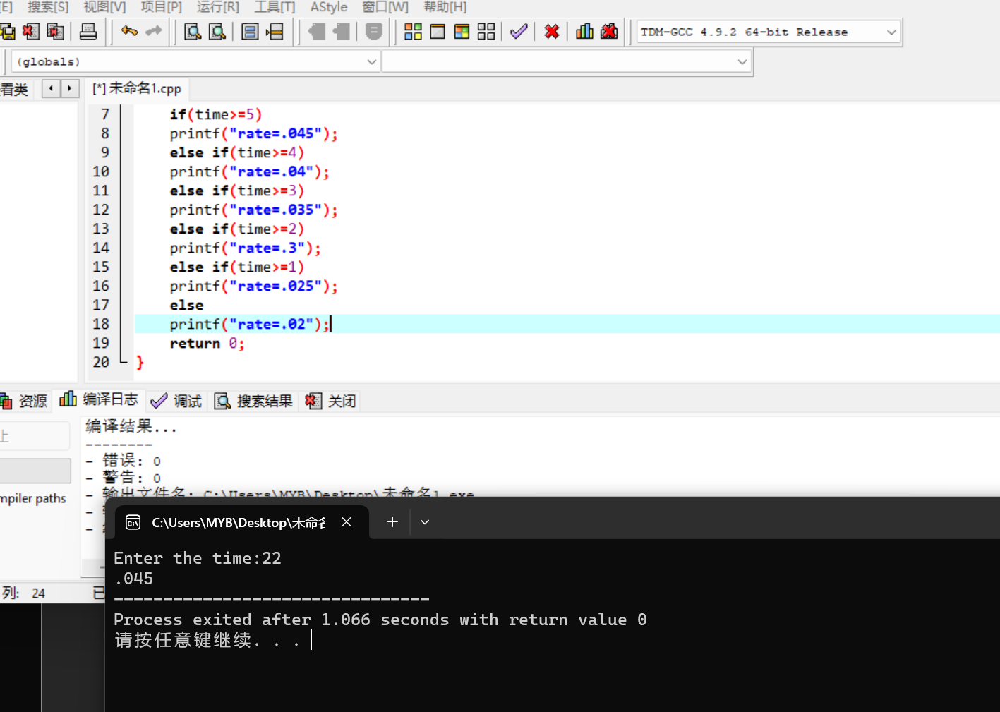 [E] 搜索[S] 视图[V] 项目[P] 运行[R] 工具[T] AStyle 窗口[W] 帮助[H]
TDM-GCC 4.9.2 64-bit Release
(globals)
看类 [*] 未命名1.cpp
7 if(time>=5)
8 printf("rate=.045");
9 else if(time>=4)
10 printf("rate=.04");
11 else if(time>=3)
12 printf("rate=.035");
13 else if(time>=2)
14 printf("rate=.3");
15 else if(time>=1)
16 printf("rate=.025");
17 else
18 printf("rate=.02");
19 return 0;
20 }
资源 编译日志 调试 搜索结果 关闭
编译结果...
--------
- 错误: 0
- 警告: 0
mpiler paths
- 输出文件名: C:\Users\MYB\Desktop\未命名1.exe
-
-
列: 24 已
C:\Users\MYB\Desktop\未命名
Enter the time:22
.045
--------------------------------
Process exited after 1.066 seconds with return value 0
请按任意键继续. . .